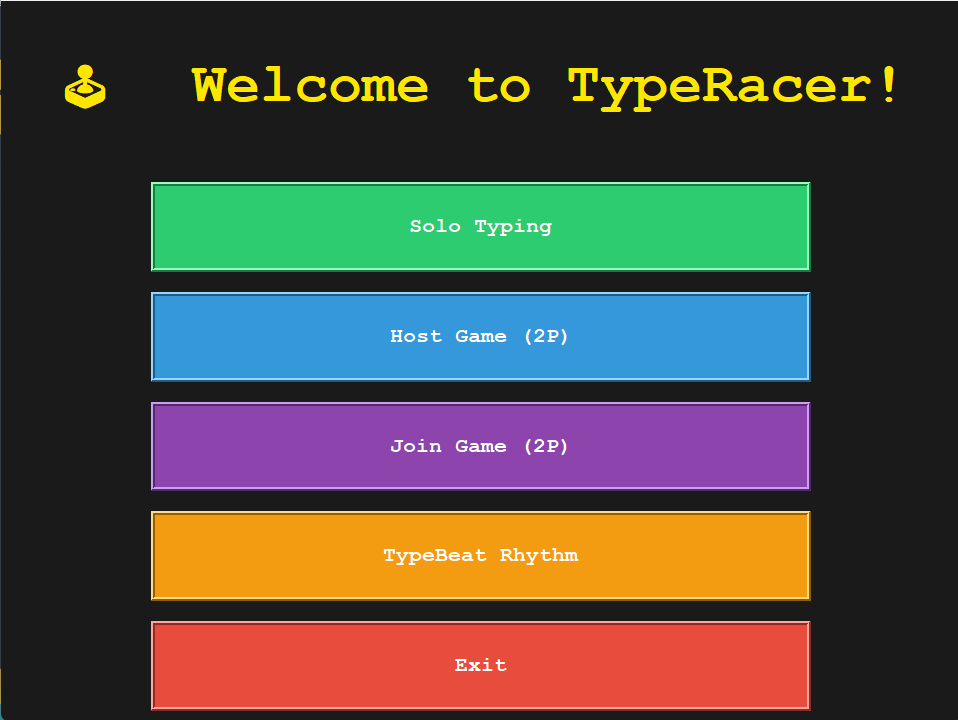 Welcome to TypeRacer!
Solo Typing
Host Game (2P)
Join Game (2P)
TypeBeat Rhythm
Exit